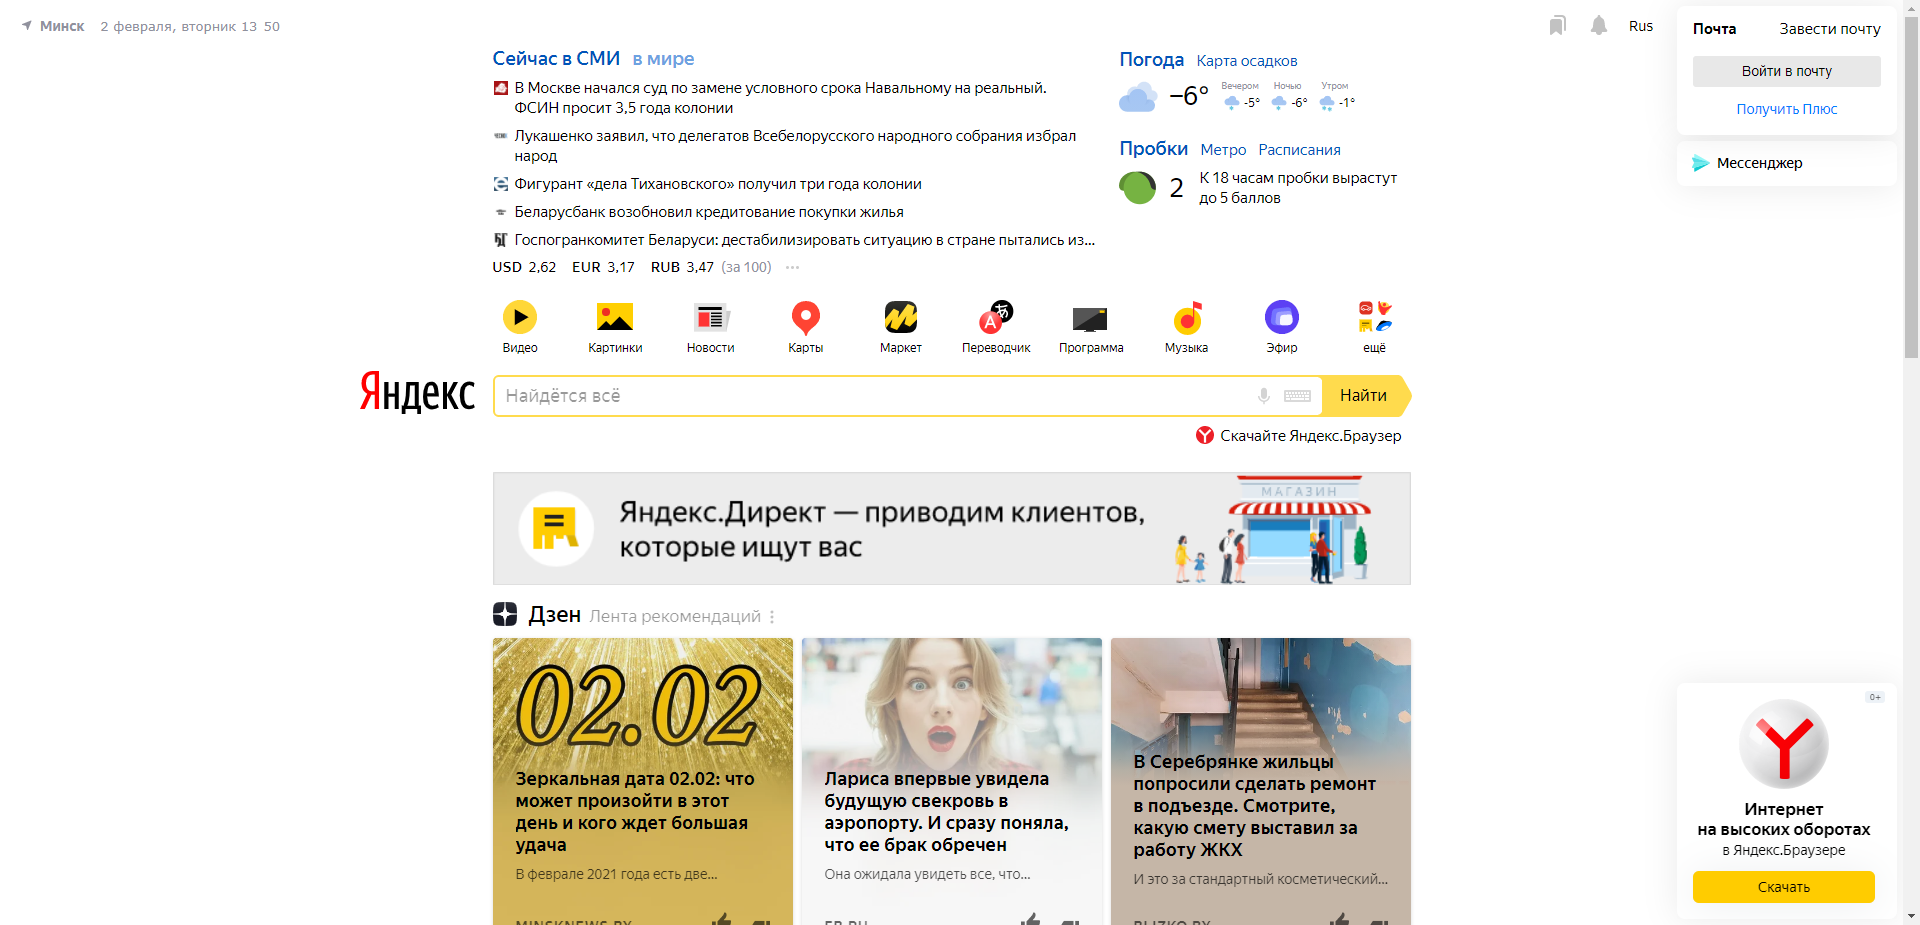 Минск 2 февраля, вторник 13 50
Rus
Почта Завести почту
Войти в почту
Получить Плюс
Мессенджер
Сейчас в СМИ в мире
В Москве начался суд по замене условного срока Навальному на реальный.
ФСИН просит 3,5 года колонии
Лукашенко заявил, что делегатов Всебелорусского народного собрания избрал
народ
Фигурант «дела Тихановского» получил три года колонии
Беларусбанк возобновил кредитование покупки жилья
Госпогранкомитет Беларуси: дестабилизировать ситуацию в стране пытались из...
USD 2,62 EUR 3,17 RUB 3,47 (за 100)
Погода Карта осадков
−6° Вечером -5° Ночью -6° Утром -1°
Пробки Метро Расписания
2 К 18 часам пробки вырастут
до 5 баллов
Видео Картинки Новости Карты Маркет Переводчик Программа Музыка Эфир ещё
Яндекс Найдётся всё Найти
Скачайте Яндекс.Браузер
Яндекс.Директ — приводим клиентов,
которые ищут вас
МАГАЗИН
Дзен Лента рекомендаций
02.02
Зеркальная дата 02.02: что
может произойти в этот
день и кого ждет большая
удача
В феврале 2021 года есть две...
Лариса впервые увидела
будущую свекровь в
аэропорту. И сразу поняла,
что ее брак обречен
Она ожидала увидеть все, что...
В Серебрянке жильцы
попросили сделать ремонт
в подъезде. Смотрите,
какую смету выставил за
работу ЖКХ
И это за стандартный косметический...
0+
Интернет
на высоких оборотах
в Яндекс.Браузере
Скачать